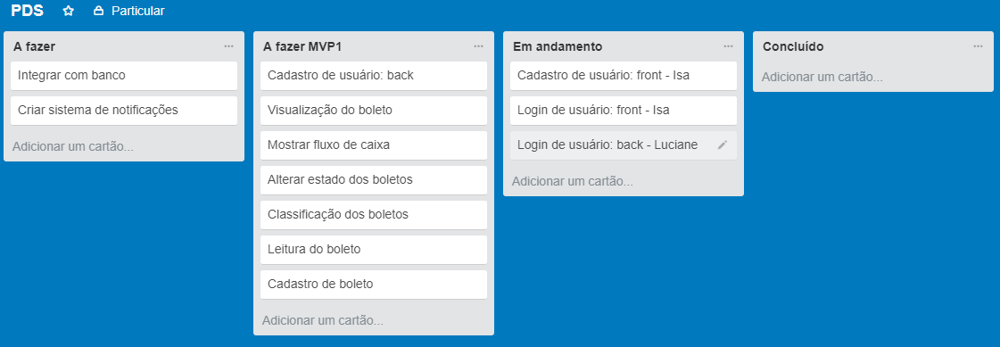 PDS Particular
A fazer
Integrar com banco
Criar sistema de notificações
Adicionar um cartão...
A fazer MVP1
Cadastro de usuário: back
Visualização do boleto
Mostrar fluxo de caixa
Alterar estado dos boletos
Classificação dos boletos
Leitura do boleto
Cadastro de boleto
Adicionar um cartão...
Em andamento
Cadastro de usuário: front - Isa
Login de usuário: front - Isa
Login de usuário: back - Luciane
Adicionar um cartão...
Concluído
Adicionar um cartão...